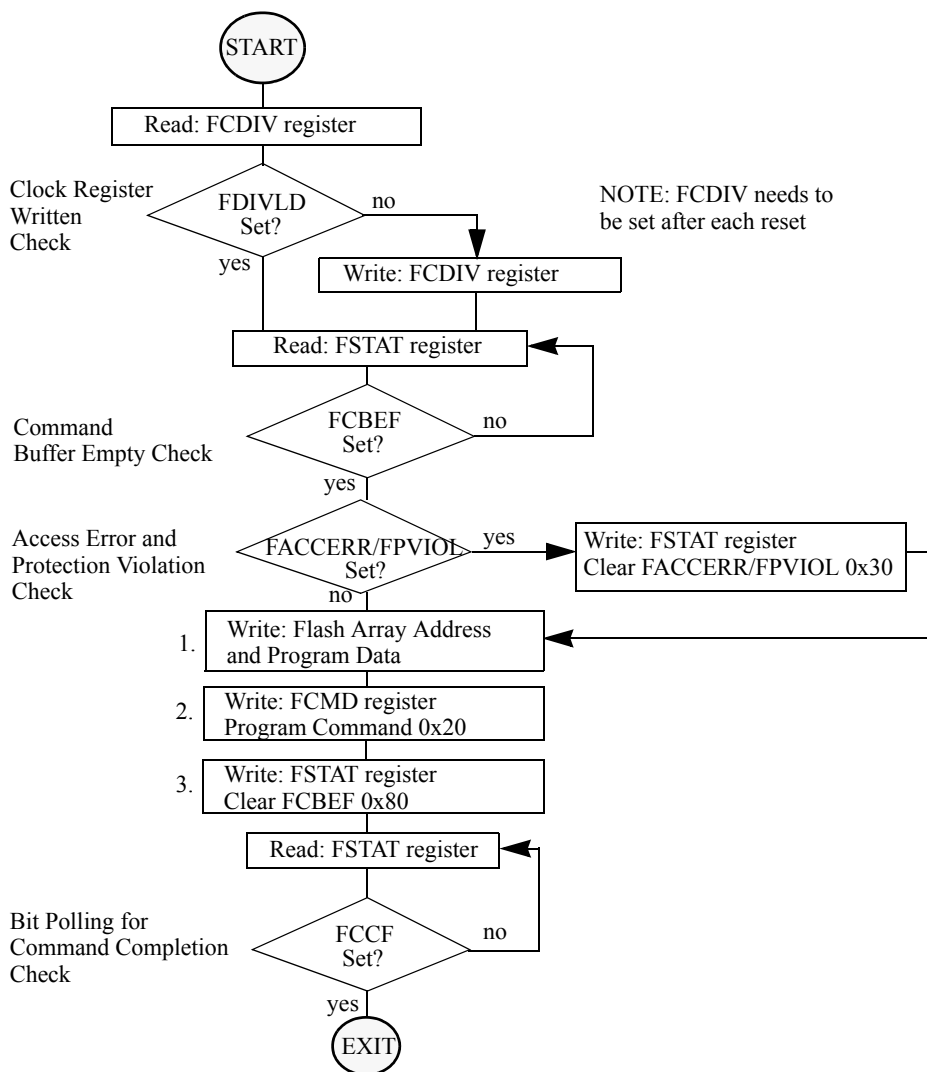 START
Read: FCDIV register
Clock Register
Written
Check
FDIVLD
Set?
no
yes
NOTE: FCDIV needs to
be set after each reset
Write: FCDIV register
Read: FSTAT register
Command
Buffer Empty Check
FCBEF
Set?
no
yes
Access Error and
Protection Violation
Check
FACCERR/FPVIOL
Set?
yes
no
Write: FSTAT register
Clear FACCERR/FPVIOL 0x30
1.
Write: Flash Array Address
and Program Data
2.
Write: FCMD register
Program Command 0x20
3.
Write: FSTAT register
Clear FCBEF 0x80
Read: FSTAT register
Bit Polling for
Command Completion
Check
FCCF
Set?
no
yes
EXIT